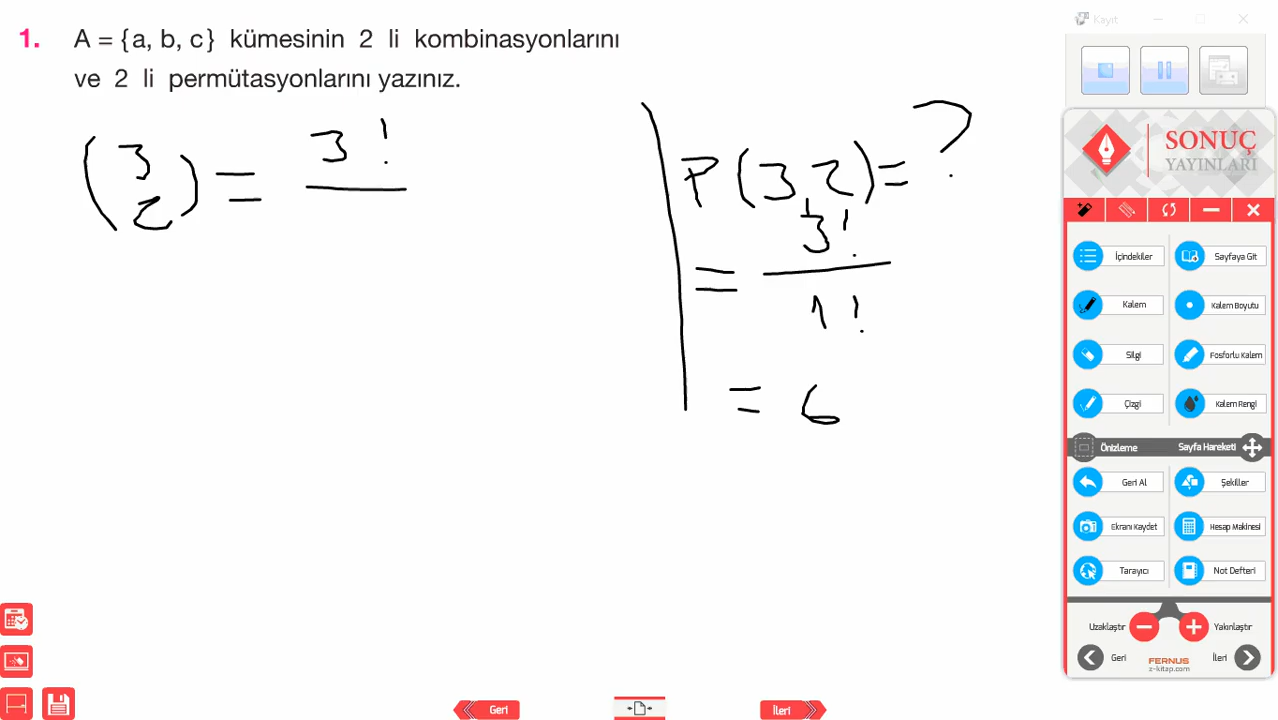 1. A = {a, b, c} kümesinin 2 li kombinasyonlarını
ve 2 li permütasyonlarını yazınız.
(3 2) = 3!
P(3,2) = ?
= 3! / 1!
= 6
Kayıt
SONUÇ
YAYINLARI
İçindekiler
Sayfaya Git
Kalem
Kalem Boyutu
Silgi
Fosforlu Kalem
Çizgi
Kalem Rengi
Önizleme
Sayfa Hareketi
Geri Al
Şekiller
Ekranı Kaydet
Hesap Makinesi
Tarayıcı
Not Defteri
Uzaklaştır
Yakınlaştır
Geri
FERNUS
z-kitap.com
İleri
Geri
İleri